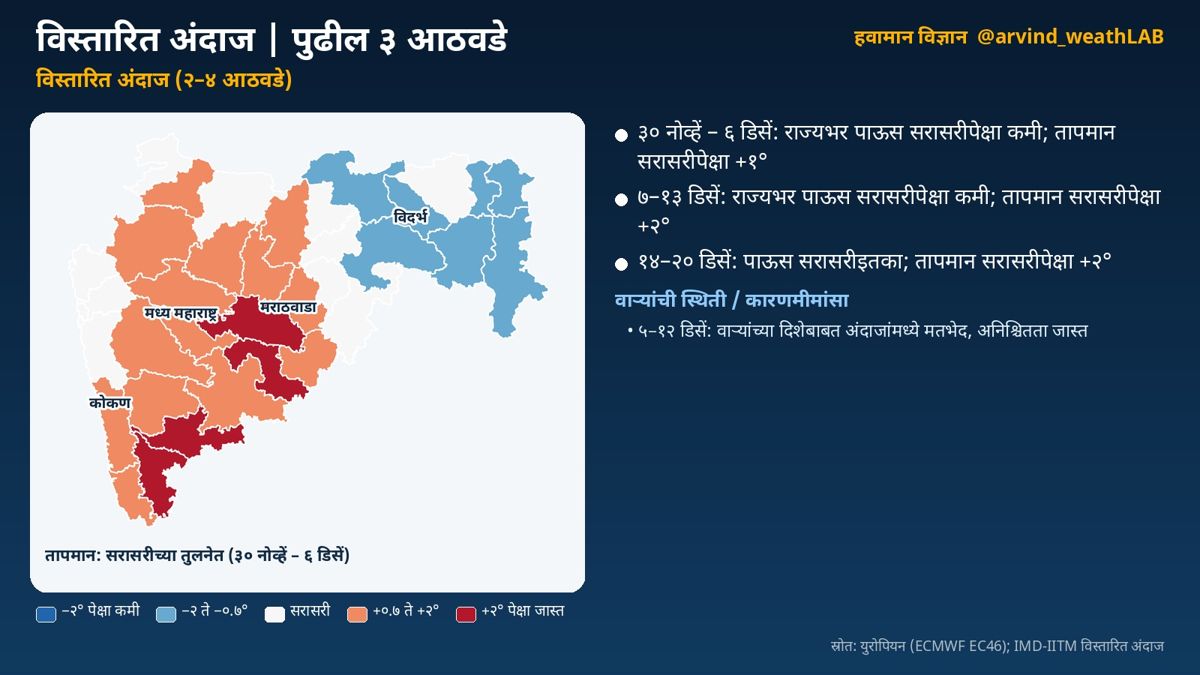 विस्तारित अंदाज | पुढील ३ आठवडे
हवामान विज्ञान @arvind_weathLAB
विस्तारित अंदाज (२–४ आठवडे)
विदर्भ
मध्य महाराष्ट्र
मराठवाडा
कोकण
तापमान: सरासरीच्या तुलनेत (३० नोव्हें – ६ डिसें)
−२° पेक्षा कमी
−२ ते −०.७°
सरासरी
+०.७ ते +२°
+२° पेक्षा जास्त
३० नोव्हें – ६ डिसें: राज्यभर पाऊस सरासरीपेक्षा कमी; तापमान
सरासरीपेक्षा +१°
७–१३ डिसें: राज्यभर पाऊस सरासरीपेक्षा कमी; तापमान सरासरीपेक्षा
+२°
१४–२० डिसें: पाऊस सरासरीइतका; तापमान सरासरीपेक्षा +२°
वाऱ्यांची स्थिती / कारणमीमांसा
• ५–१२ डिसें: वाऱ्यांच्या दिशेबाबत अंदाजांमध्ये मतभेद, अनिश्चितता जास्त
स्रोत: युरोपियन (ECMWF EC46); IMD-IITM विस्तारित अंदाज